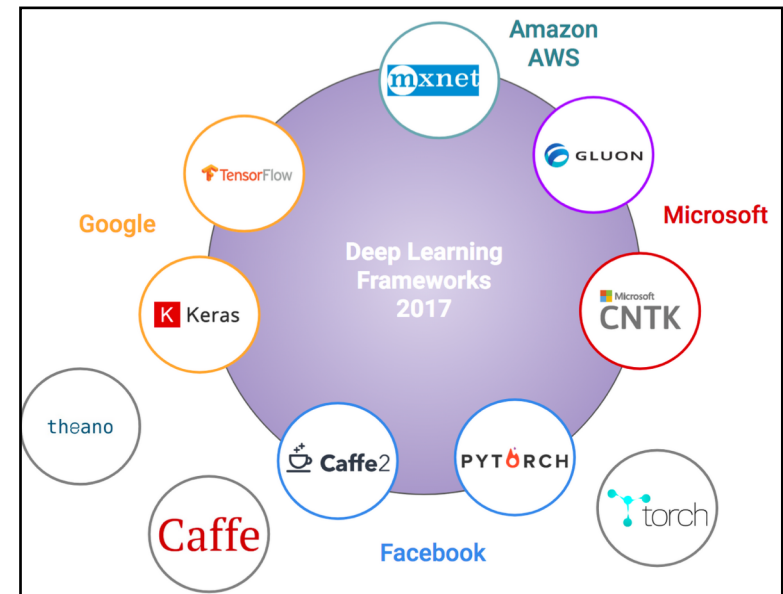 Amazon
AWS
mxnet
GLUON
TensorFlow
Google
Microsoft
Deep Learning
Frameworks
2017
Microsoft
CNTK
K Keras
theano
Caffe2
PYTORCH
torch
Caffe
Facebook